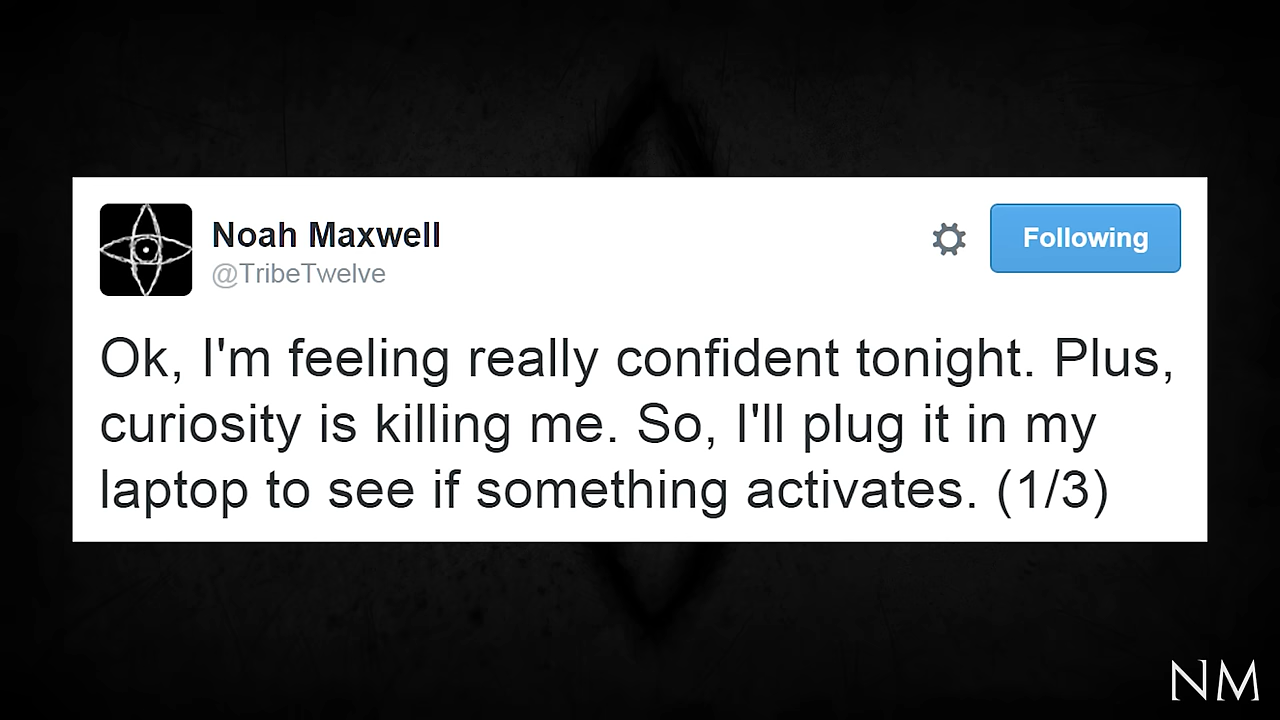 Noah Maxwell
@TribeTwelve
Following
Ok, I'm feeling really confident tonight. Plus,
curiosity is killing me. So, I'll plug it in my
laptop to see if something activates. (1/3)
NM